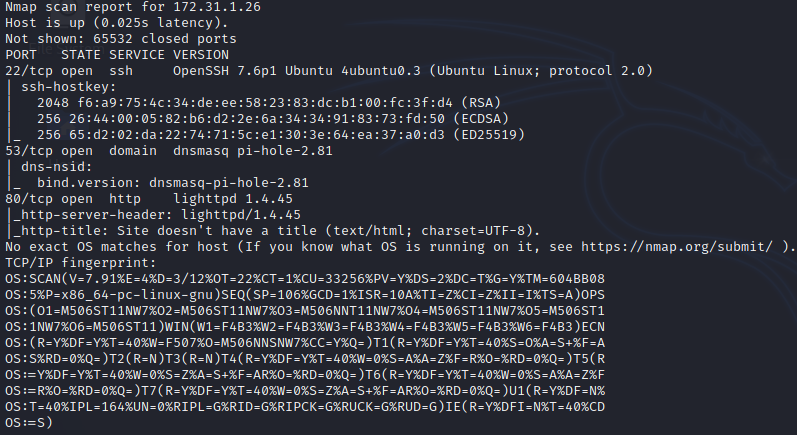 Nmap scan report for 172.31.1.26
Host is up (0.025s latency).
Not shown: 65532 closed ports
PORT   STATE SERVICE VERSION
22/tcp open  ssh     OpenSSH 7.6p1 Ubuntu 4ubuntu0.3 (Ubuntu Linux; protocol 2.0)
| ssh-hostkey:
|   2048 f6:a9:75:4c:34:de:ee:58:23:83:dc:b1:00:fc:3f:d4 (RSA)
|   256 26:44:00:05:82:b6:d2:2e:6a:34:34:91:83:73:fd:50 (ECDSA)
|_  256 65:d2:02:da:22:74:71:5c:e1:30:3e:64:ea:37:a0:d3 (ED25519)
53/tcp open  domain  dnsmasq pi-hole-2.81
| dns-nsid:
|_  bind.version: dnsmasq-pi-hole-2.81
80/tcp open  http    lighttpd 1.4.45
|_http-server-header: lighttpd/1.4.45
|_http-title: Site doesn't have a title (text/html; charset=UTF-8).
No exact OS matches for host (If you know what OS is running on it, see https://nmap.org/submit/ ).
TCP/IP fingerprint:
OS:SCAN(V=7.91%E=4%D=3/12%OT=22%CT=1%CU=33256%PV=Y%DS=2%DC=T%G=Y%TM=604BB08
OS:5%P=x86_64-pc-linux-gnu)SEQ(SP=106%GCD=1%ISR=10A%TI=Z%CI=Z%II=I%TS=A)OPS
OS:(O1=M506ST11NW7%O2=M506ST11NW7%O3=M506NNT11NW7%O4=M506ST11NW7%O5=M506ST1
OS:1NW7%O6=M506ST11)WIN(W1=F4B3%W2=F4B3%W3=F4B3%W4=F4B3%W5=F4B3%W6=F4B3)ECN
OS:(R=Y%DF=Y%T=40%W=F507%O=M506NNSNW7%CC=Y%Q=)T1(R=Y%DF=Y%T=40%S=O%A=S+%F=A
OS:S%RD=0%Q=)T2(R=N)T3(R=N)T4(R=Y%DF=Y%T=40%W=0%S=A%A=Z%F=R%O=%RD=0%Q=)T5(R
OS:=Y%DF=Y%T=40%W=0%S=Z%A=S+%F=AR%O=%RD=0%Q=)T6(R=Y%DF=Y%T=40%W=0%S=A%A=Z%F
OS:=R%O=%RD=0%Q=)T7(R=Y%DF=Y%T=40%W=0%S=Z%A=S+%F=AR%O=%RD=0%Q=)U1(R=Y%DF=N%
OS:T=40%IPL=164%UN=0%RIPL=G%RID=G%RIPCK=G%RUCK=G%RUD=G)IE(R=Y%DFI=N%T=40%CD
OS:=S)